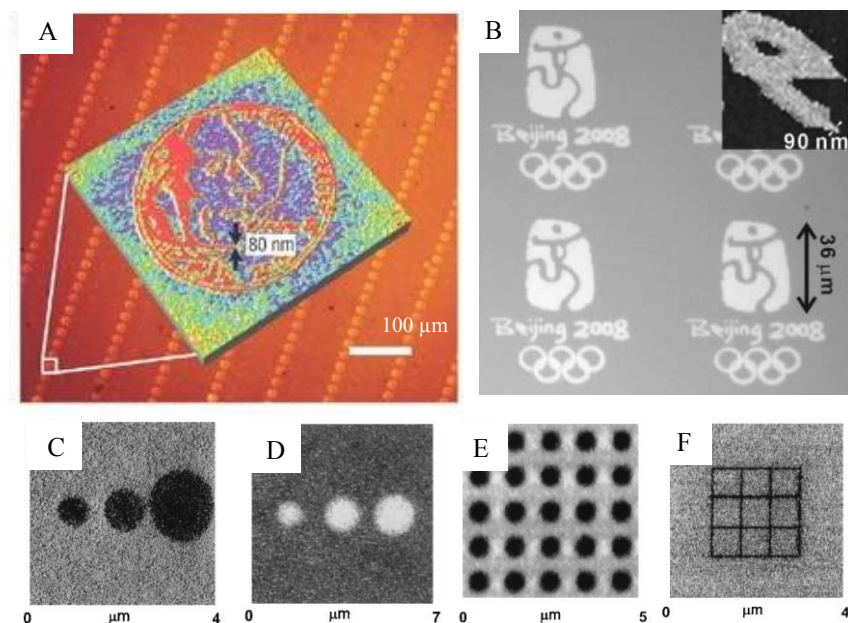 A
80 nm
100 µm
B
90 nm
Beijing 2008
36 µm
Beijing 2008
Beijing 2008
C
0 µm 4
D
0 µm 7
E
0 µm 5
F
0 µm 4